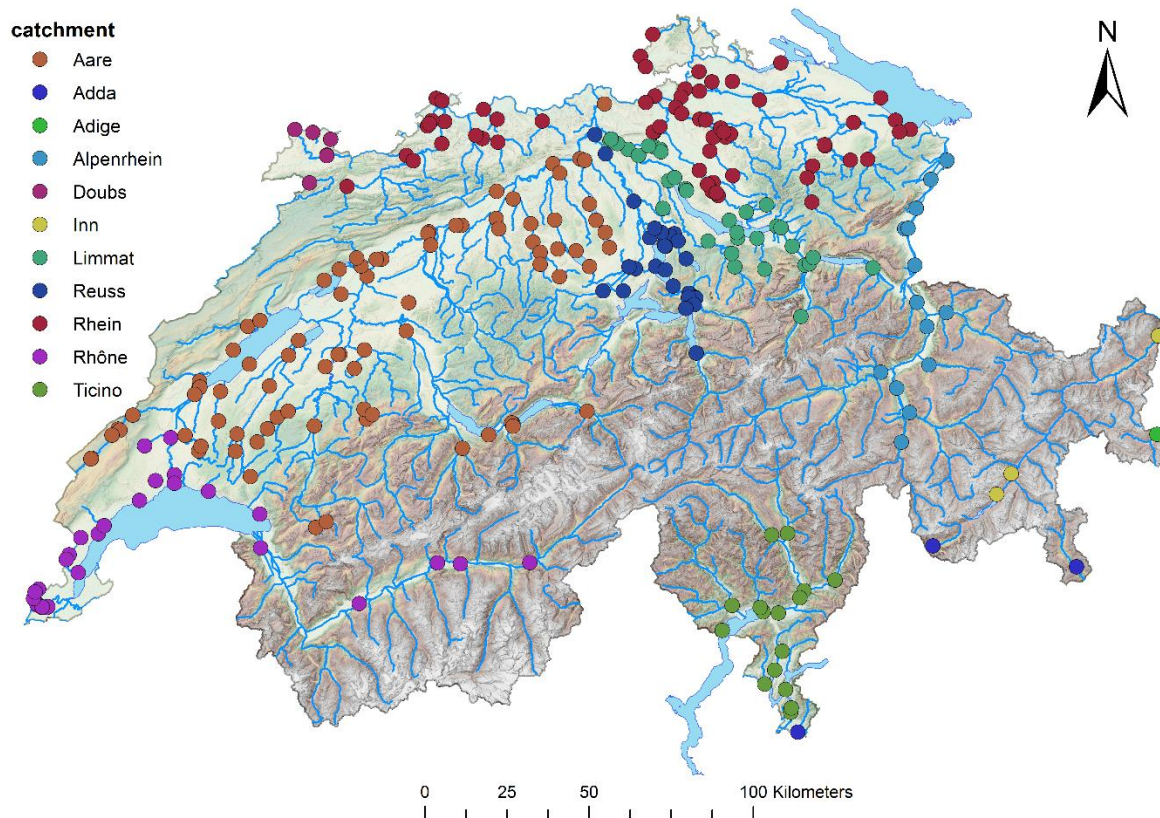 catchment
Aare
Adda
Adige
Alpenrhein
Doubs
Inn
Limmat
Reuss
Rhein
Rhône
Ticino
N
0 25 50 100 Kilometers